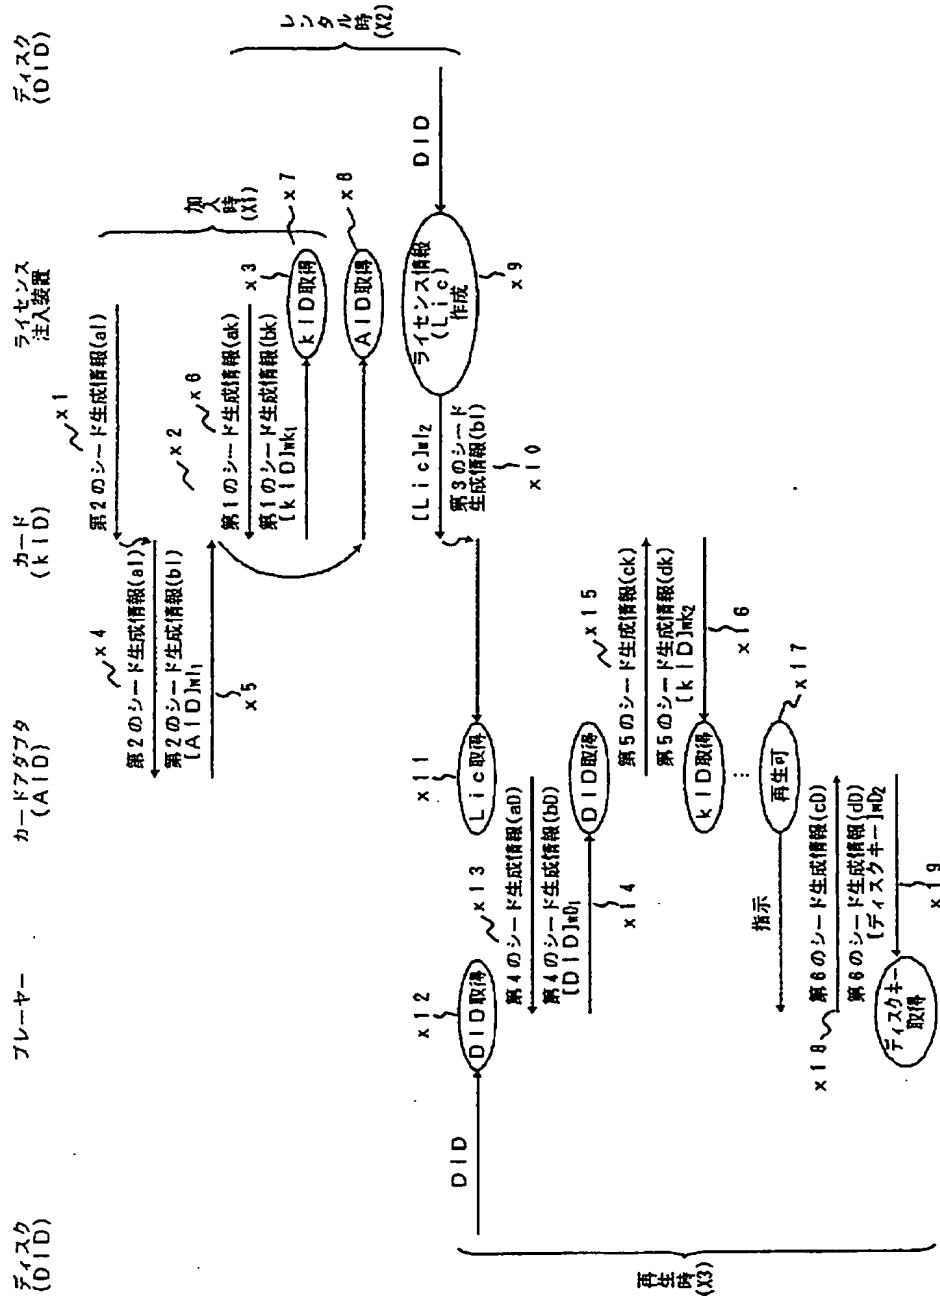 ディスク
(DID)
プレーヤー
カードアダプタ
(AID)
カード
(kID)
ライセンス
注入装置
ディスク
(DID)
加入時
(X1)
レンタル時
(X2)
再生時
(X3)
x1
第2のシード生成情報(al)
x4
第2のシード生成情報(al)
第2のシード生成情報(bl)
[AID]wl1
x5
x2
x6
第1のシード生成情報(ak)
第1のシード生成情報(bk)
[kID]wk1
x3
x7
kID取得
x8
AID取得
DID
ライセンス情報
(Lic)
作成
x9
[Lic]wl2
第3のシード
生成情報(bl)
x10
DID
x12
DID取得
x11
Lic取得
x13
第4のシード生成情報(aD)
第4のシード生成情報(bD)
[DID]wD1
x14
DID取得
x15
第5のシード生成情報(ck)
第5のシード生成情報(dk)
[kID]wk2
x16
kID取得
x17
再生可
指示
x18
第6のシード生成情報(cD)
第6のシード生成情報(dD)
[ディスクキー]wD2
x19
ディスクキー
取得